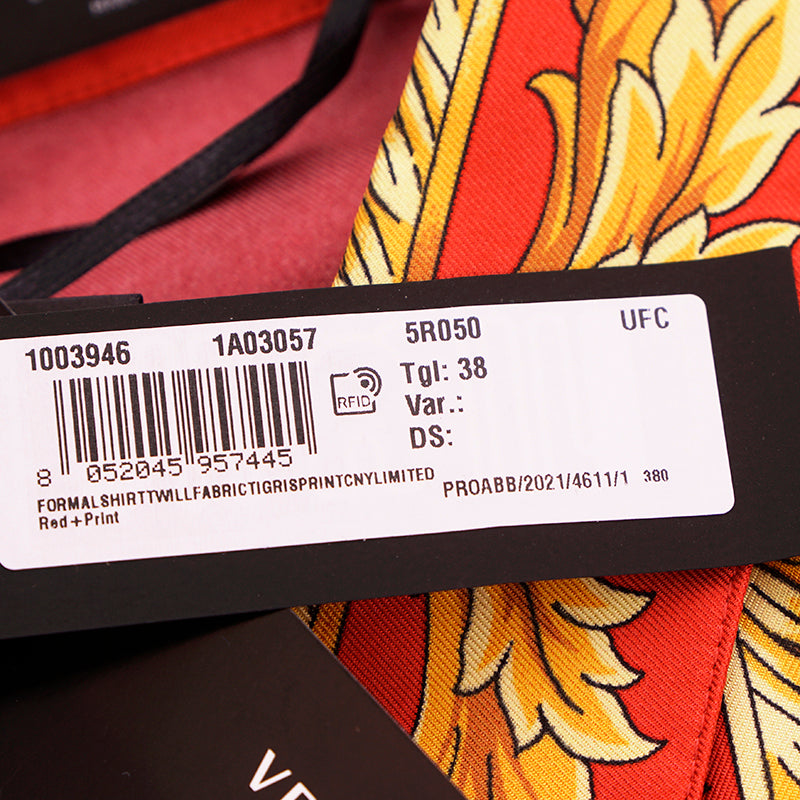 1003946 1A03057 5R050 UFC
RFID
Tgl: 38
Var.:
DS:
8 052045 957445
FORMALSHIRTTWILLFABRICTIGRISPRINTCNYLIMITED
PROABB/2021/4611/1 380
Red+Print